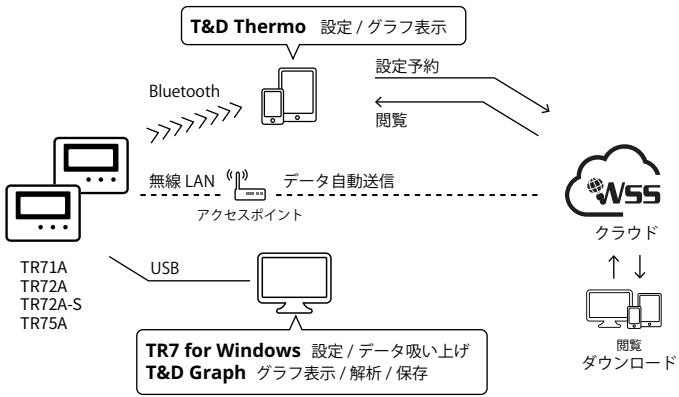 T&D Thermo 設定 / グラフ表示
Bluetooth
設定予約
閲覧
無線 LAN
データ自動送信
アクセスポイント
WSS
クラウド
TR71A
TR72A
TR72A-S
TR75A
USB
TR7 for Windows 設定 / データ吸い上げ
T&D Graph グラフ表示 / 解析 / 保存
閲覧
ダウンロード